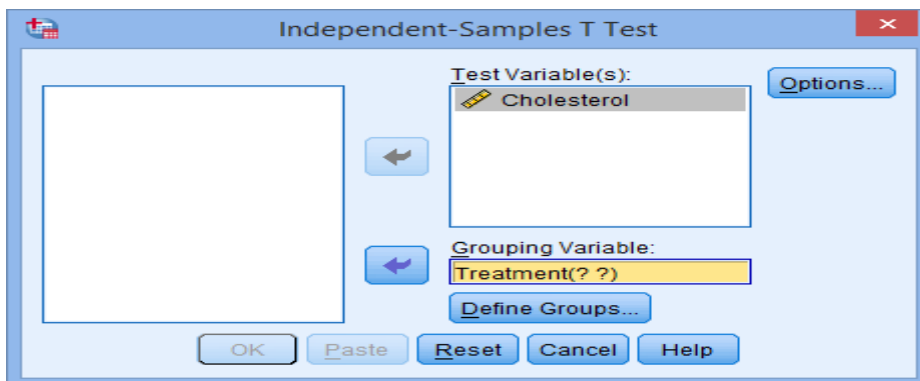 Independent-Samples T Test
Test Variable(s):
Cholesterol
Options...
Grouping Variable:
Treatment(? ?)
Define Groups...
OK Paste Reset Cancel Help